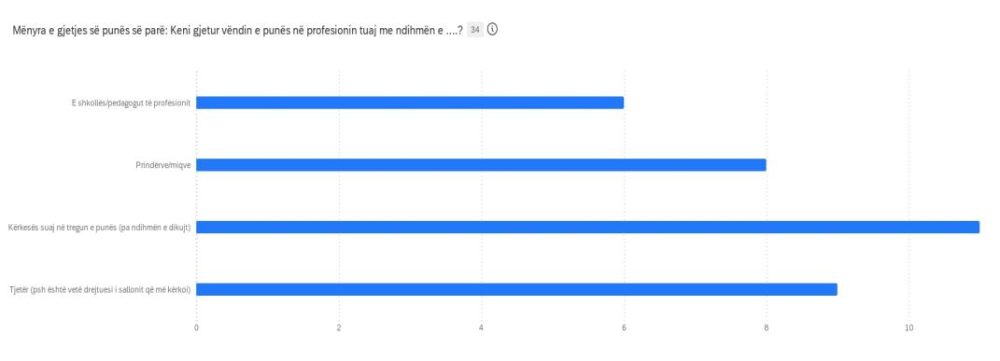 Mënyra e gjetjes së punës së parë: Keni gjetur vëndin e punës në profesionin tuaj me ndihmën e ....? 34
E shkollës/pedagogut të profesionit
Prindërve/miqve
Kërkesës suaj në tregun e punës (pa ndihmën e dikujt)
Tjetër (psh është vetë drejtuesi i sallonit që më kërkoi)
0 2 4 6 8 10